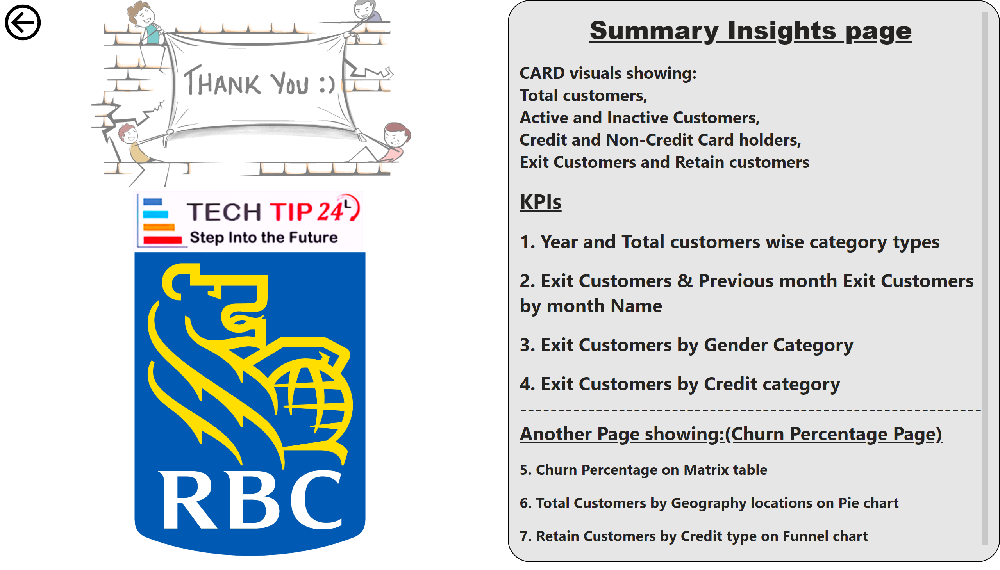 THANK YOU :)
TECH TIP 24
Step Into the Future
RBC
Summary Insights page
CARD visuals showing:
Total customers,
Active and Inactive Customers,
Credit and Non-Credit Card holders,
Exit Customers and Retain customers
KPIs
1. Year and Total customers wise category types
2. Exit Customers & Previous month Exit Customers
by month Name
3. Exit Customers by Gender Category
4. Exit Customers by Credit category
-------------------------------------------------------------
Another Page showing:(Churn Percentage Page)
5. Churn Percentage on Matrix table
6. Total Customers by Geography locations on Pie chart
7. Retain Customers by Credit type on Funnel chart